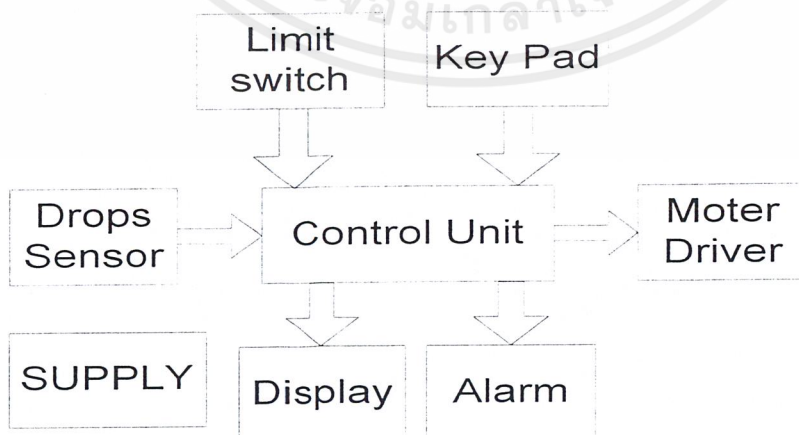 Limit
switch
Key Pad
Drops
Sensor
Control Unit
Moter
Driver
SUPPLY
Display
Alarm